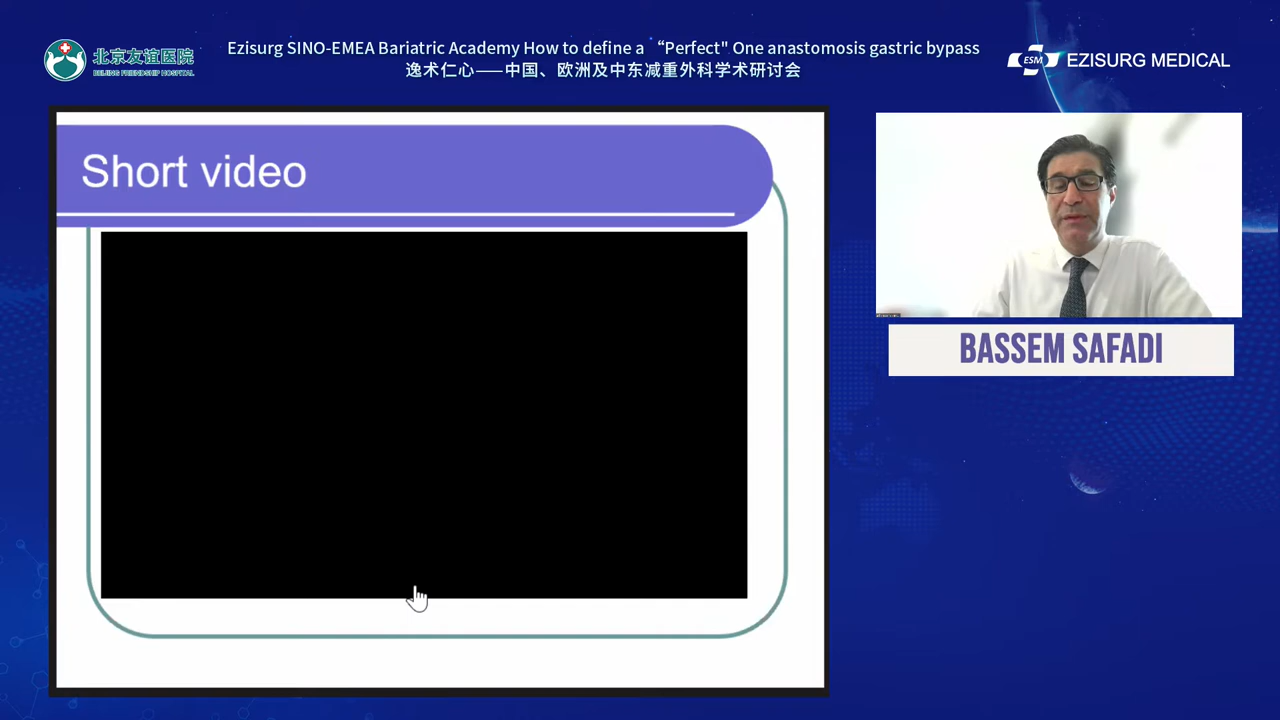 北京友谊医院
BEIJING FRIENDSHIP HOSPITAL
Ezisurg SINO-EMEA Bariatric Academy How to define a “Perfect" One anastomosis gastric bypass
逸术仁心——中国、欧洲及中东减重外科学术研讨会
ESM
EZISURG MEDICAL
Short video
BASSEM SAFADI